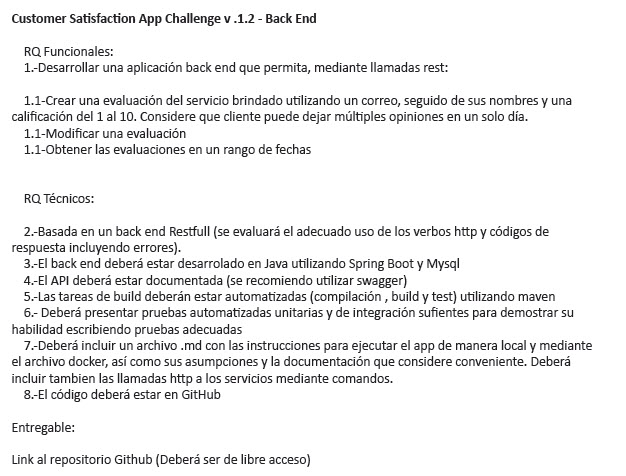 Customer Satisfaction App Challenge v .1.2 - Back End
RQ Funcionales:
1.-Desarrollar una aplicación back end que permita, mediante llamadas rest:
1.1-Crear una evaluación del servicio brindado utilizando un correo, seguido de sus nombres y una
calificación del 1 al 10. Considere que cliente puede dejar múltiples opiniones en un solo día.
1.1-Modificar una evaluación
1.1-Obtener las evaluaciones en un rango de fechas
RQ Técnicos:
2.-Basada en un back end Restfull (se evaluará el adecuado uso de los verbos http y códigos de
respuesta incluyendo errores).
3.-El back end deberá estar desarrolado en Java utilizando Spring Boot y Mysql
4.-El API deberá estar documentada (se recomiendo utilizar swagger)
5.-Las tareas de build deberán estar automatizadas (compilación , build y test) utilizando maven
6.- Deberá presentar pruebas automatizadas unitarias y de integración sufientes para demostrar su
habilidad escribiendo pruebas adecuadas
7.-Deberá incluir un archivo .md con las instrucciones para ejecutar el app de manera local y mediante
el archivo docker, así como sus asumpciones y la documentación que considere conveniente. Deberá
incluir tambien las llamadas http a los servicios mediante comandos.
8.-El código deberá estar en GitHub
Entregable:
Link al repositorio Github (Deberá ser de libre acceso)